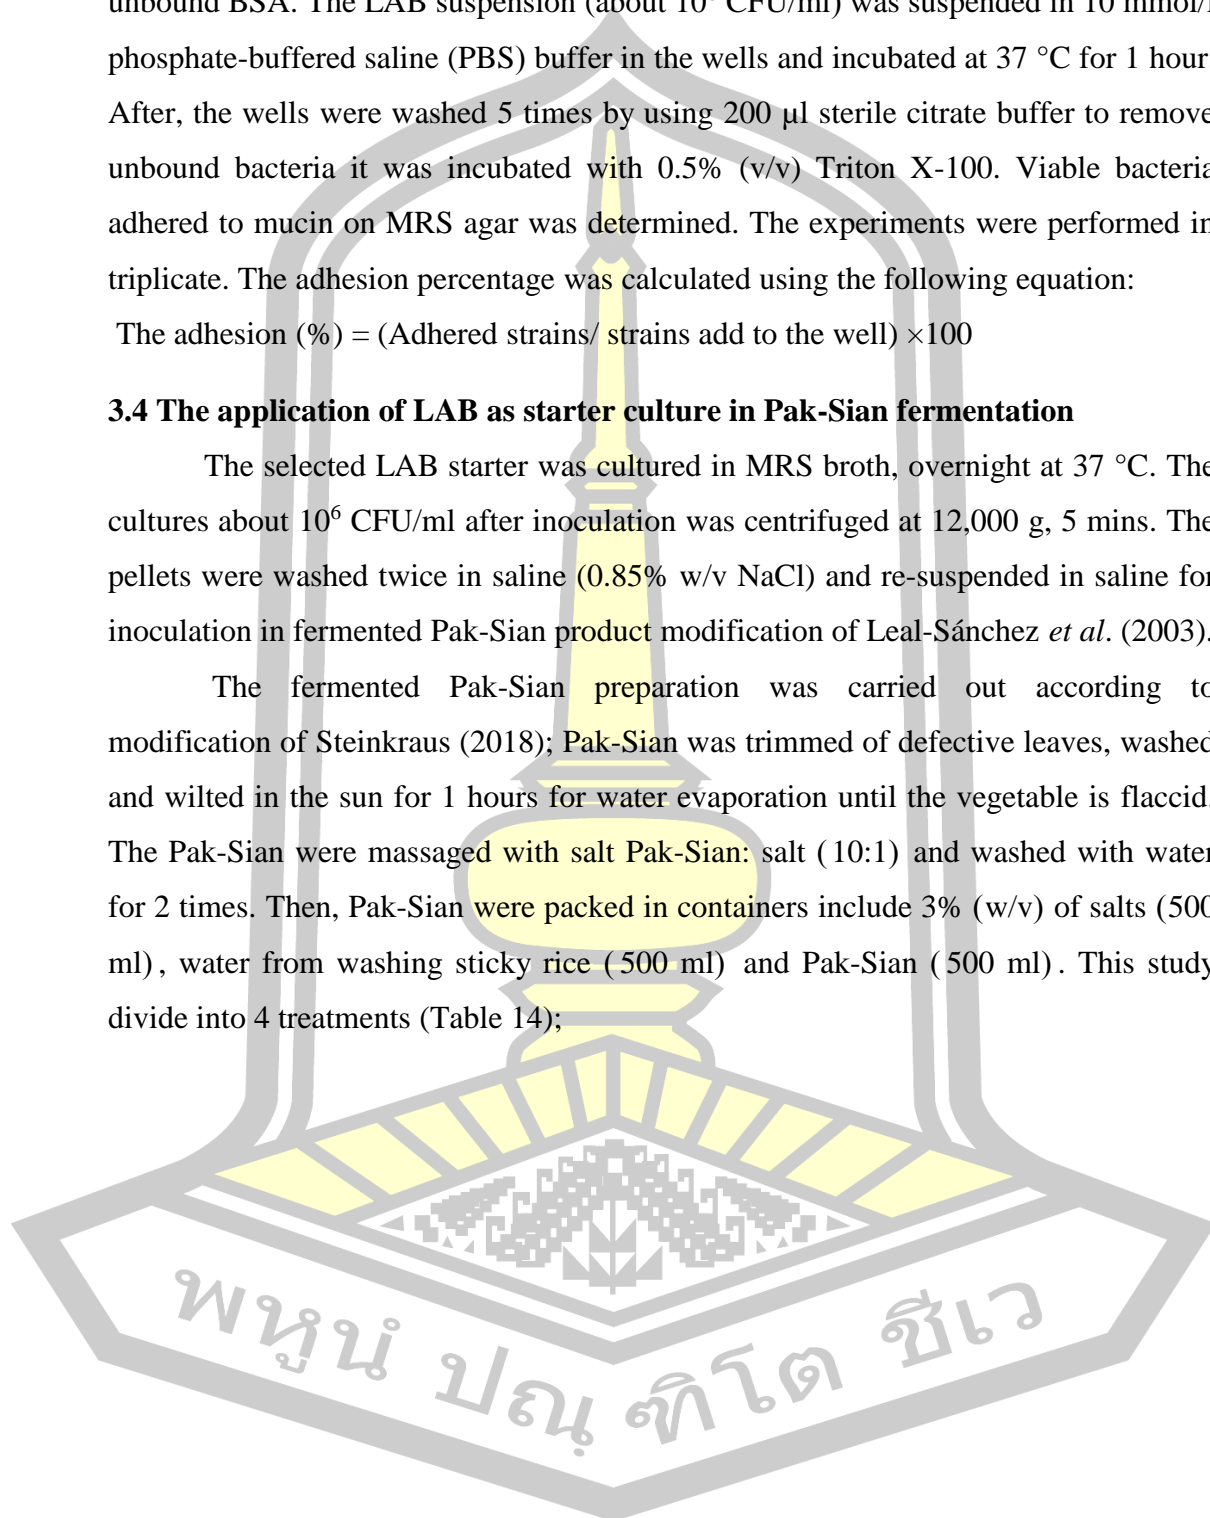 unbound BSA. The LAB suspension (about 10 CFU/ml) was suspended in 10 mmol/l
phosphate-buffered saline (PBS) buffer in the wells and incubated at 37 °C for 1 hour
After, the wells were washed 5 times by using 200 µl sterile citrate buffer to remove
unbound bacteria it was incubated with 0.5% (v/v) Triton X-100. Viable bacteria
adhered to mucin on MRS agar was determined. The experiments were performed in
triplicate. The adhesion percentage was calculated using the following equation:
The adhesion (%) = (Adhered strains/ strains add to the well) ×100
3.4 The application of LAB as starter culture in Pak-Sian fermentation
The selected LAB starter was cultured in MRS broth, overnight at 37 °C. The
cultures about 10⁶ CFU/ml after inoculation was centrifuged at 12,000 g, 5 mins. The
pellets were washed twice in saline (0.85% w/v NaCl) and re-suspended in saline for
inoculation in fermented Pak-Sian product modification of Leal-Sánchez et al. (2003).
The fermented Pak-Sian preparation was carried out according to
modification of Steinkraus (2018); Pak-Sian was trimmed of defective leaves, washed
and wilted in the sun for 1 hours for water evaporation until the vegetable is flaccid.
The Pak-Sian were massaged with salt Pak-Sian: salt (10:1) and washed with water
for 2 times. Then, Pak-Sian were packed in containers include 3% (w/v) of salts (500
ml), water from washing sticky rice (500 ml) and Pak-Sian (500 ml). This study
divide into 4 treatments (Table 14);
พหูนํ ปณฺฑิโต ชีเว